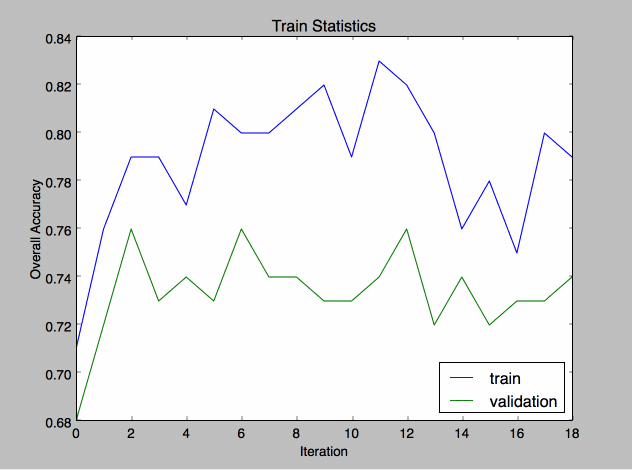 Train Statistics
0.84
0.82
0.80
0.78
0.76
0.74
0.72
0.70
0.68
Overall Accuracy
train
validation
0 2 4 6 8 10 12 14 16 18
Iteration